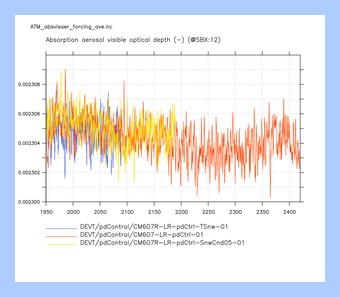 ATM_absvisaer_forcing_ave.nc
Absorption aerosol visible optical depth (-) (@SBX:12)
0.002308
0.002306
0.002304
0.002302
0.002300
1950 2000 2050 2100 2150 2200 2250 2300 2350 2400
DEVT/pdControl/CM607R-LR-pdCtrl-TSnw-01
DEVT/pdControl/CM607-LR-pdCtrl-01
DEVT/pdControl/CM607R-LR-pdCtrl-SnwCnd05-01